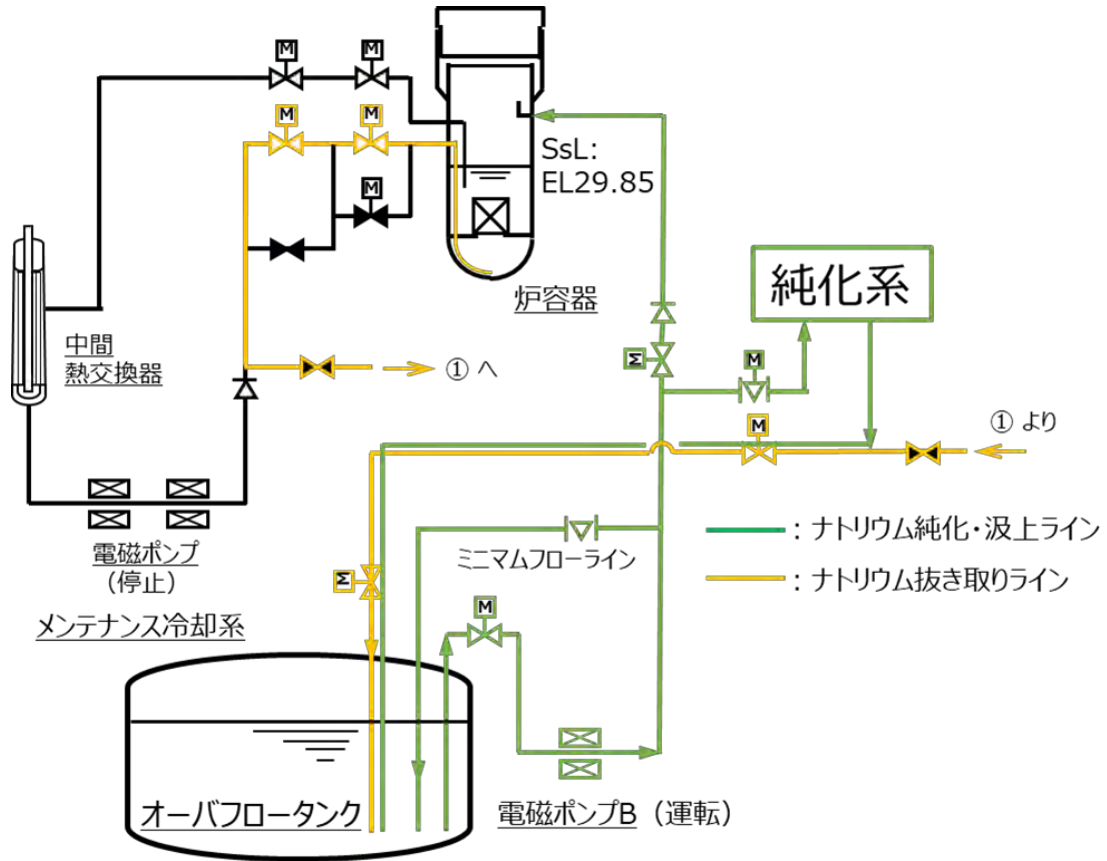 M
M
M
M
M
SsL:
EL29.85
炉容器
純化系
中間
熱交換器
① へ
M
M
M
① より
電磁ポンプ
(停止)
ミニマムフローライン
: ナトリウム純化・汲上ライン
: ナトリウム抜き取りライン
M
M
メンテナンス冷却系
オーバフロータンク
電磁ポンプB (運転)